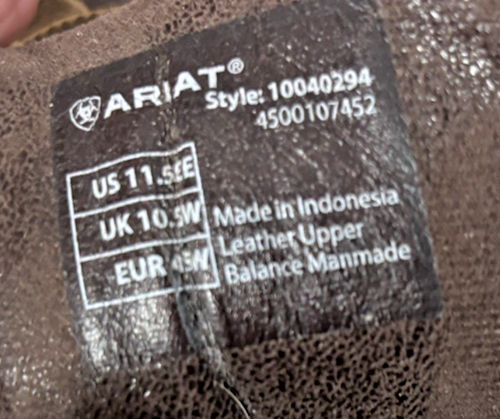 ARIAT®
Style: 10040294
4500107452
US 11.5EE
UK 10.5W
EUR 45W
Made in Indonesia
Leather Upper
Balance Manmade